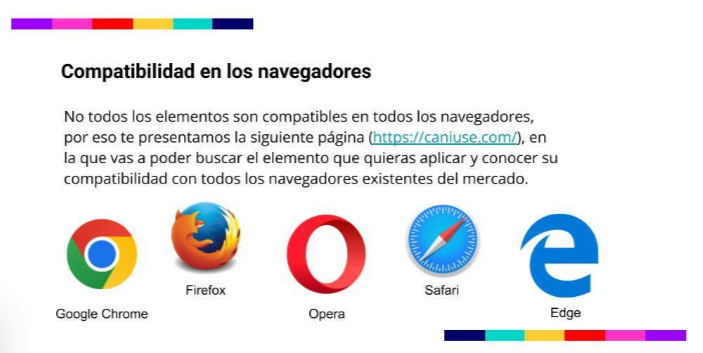 Compatibilidad en los navegadores
No todos los elementos son compatibles en todos los navegadores,
por eso te presentamos la siguiente página (https://caniuse.com/), en
la que vas a poder buscar el elemento que quieras aplicar y conocer su
compatibilidad con todos los navegadores existentes del mercado.
Google Chrome
Firefox
Opera
Safari
Edge